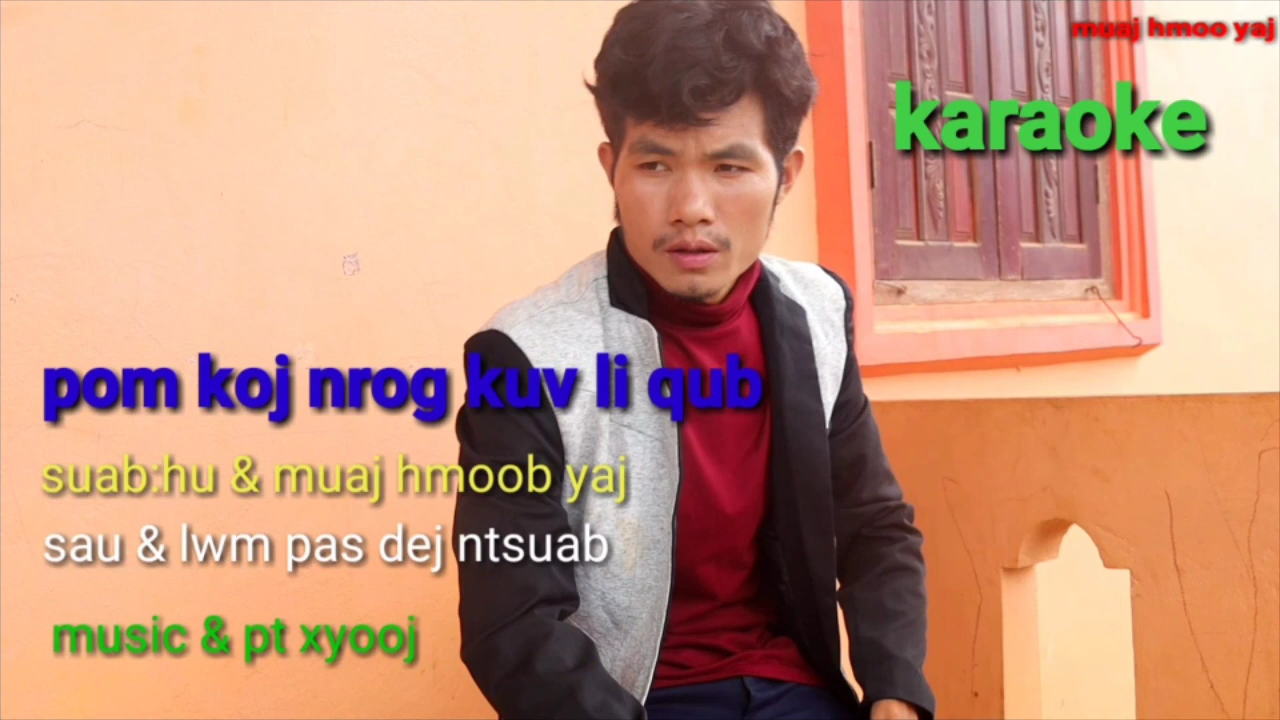 muaj hmoo yaj
karaoke
pom koj nrog kuv li qub
suab:hu & muaj hmoob yaj
sau & lwm pas dej ntsuab
music & pt xyooj